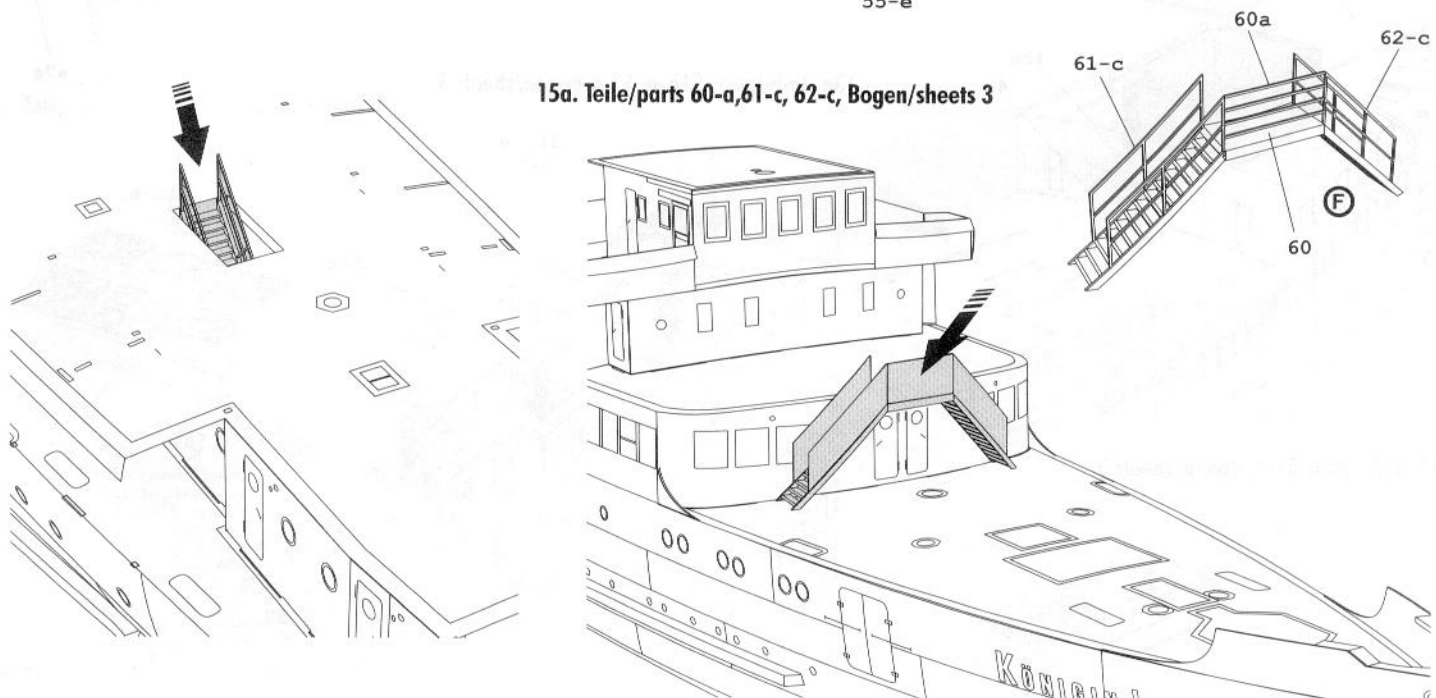 55-e
60a
62-c
61-c
15a. Teile/parts 60-a,61-c, 62-c, Bogen/sheets 3
F
60
KÖNIGIN